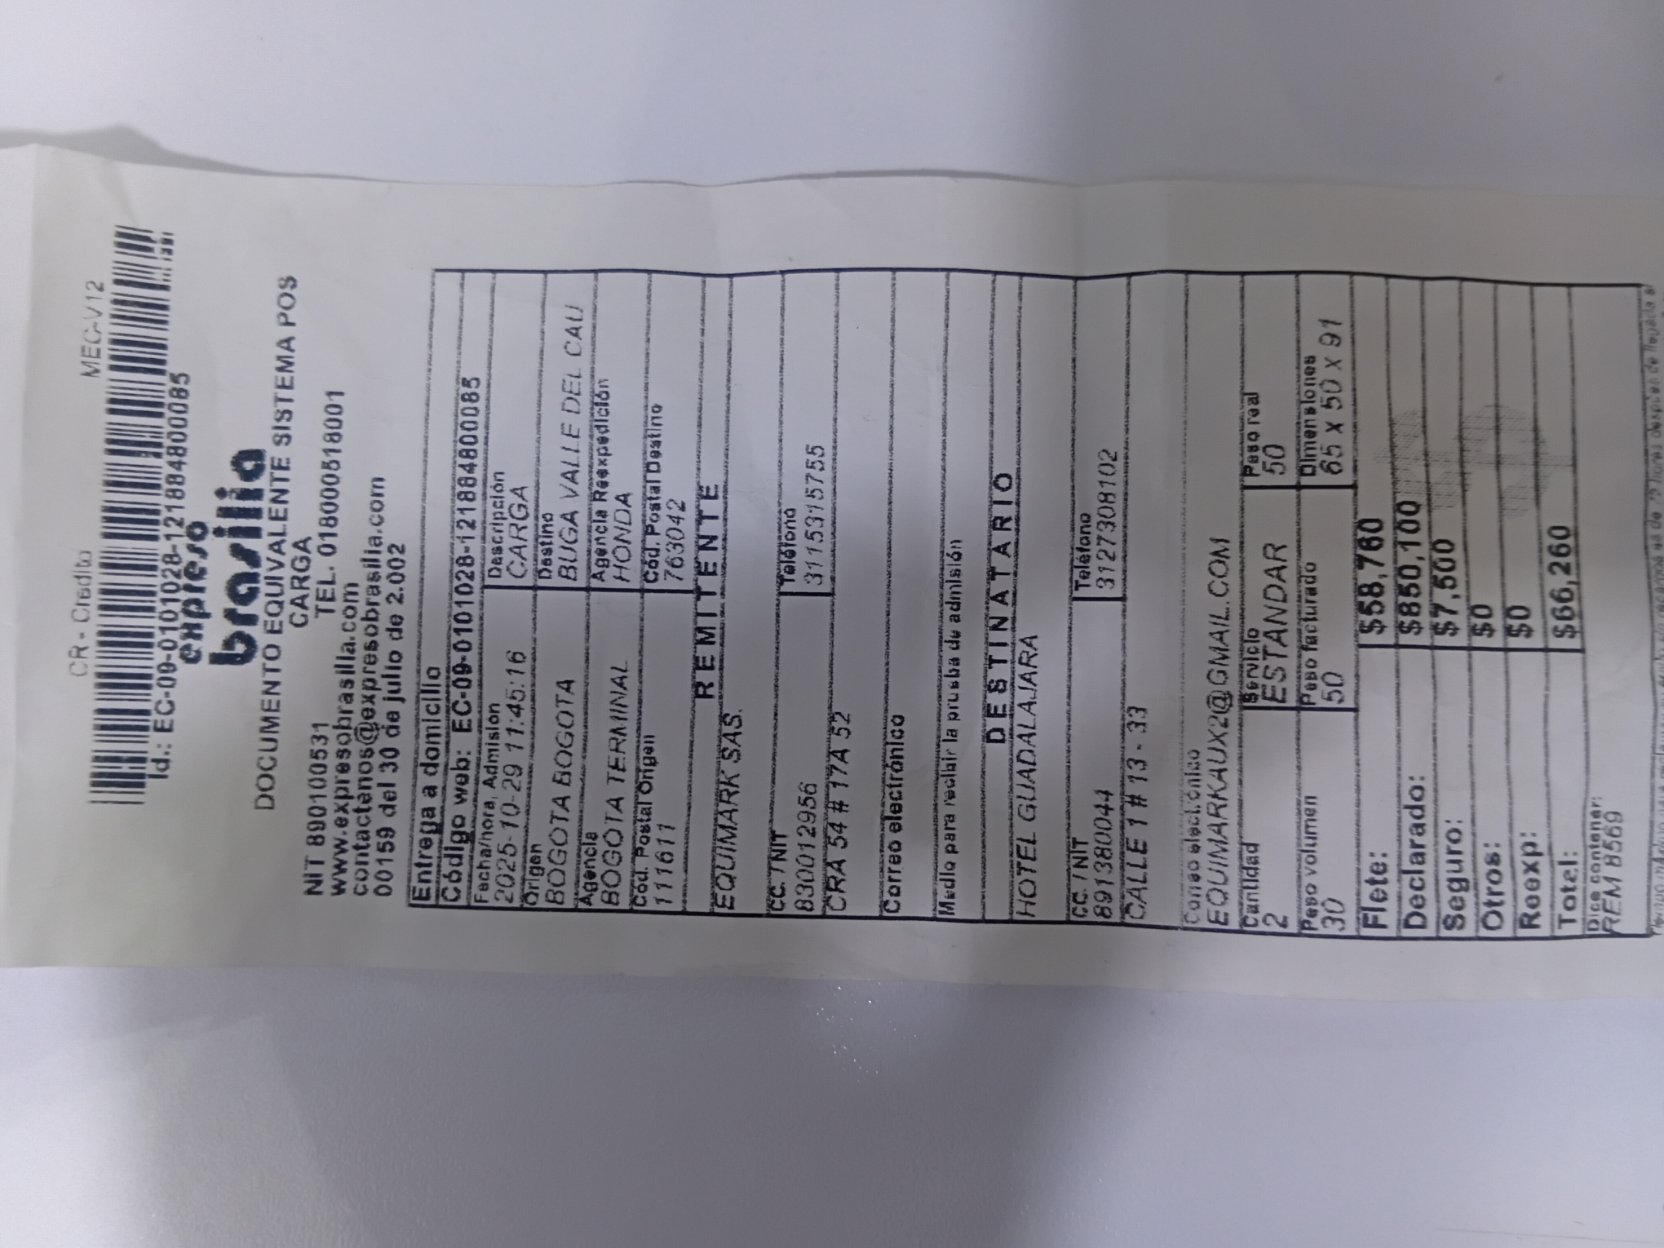 CR - Crédito MEC-V12
Id.: EC-09-0101028-1218848000​85
expreso
brasilia
DOCUMENTO EQUIVALENTE SISTEMA POS
CARGA
NIT 890100531 TEL. 018000518001
www.expresobrasilia.com
contactenos@expresobrasilia.com
00159 del 30 de julio de 2.002
Entrega a domicilio
Código web: EC-09-0101028-121884800085
Fecha/hora, Admisión Descripción
2025-10-29 11:45:16 CARGA
Origen Destino
BOGOTA BOGOTA BUGA VALLE DEL CAU
Agencia Agencia Reexpedición
BOGOTA TERMINAL HONDA
Cód. Postal Origen Cód. Postal Destino
111611 763042
REMITENTE
EQUIMARK SAS.
CC. / NIT Teléfono
830012956 3115315755
CRA 54 # 17A 52
Correo electrónico
Medio para recibir la prueba de admisión
DESTINATARIO
HOTEL GUADALAJARA
CC. / NIT Teléfono
891380044 3127308102
CALLE 1 # 13 - 33
Correo electrónico
EQUIMARKAUX2@GMAIL.COM
Cantidad Servicio Peso real
2 ESTANDAR 50
Peso volumen Peso facturado Dimensiones
30 50 65 x 50 x 91
Flete: $58,760
Declarado: $850,100
Seguro: $7,500
Otros: $0
Reexp: $0
Total: $66,260
Dice contener:
REM 8569